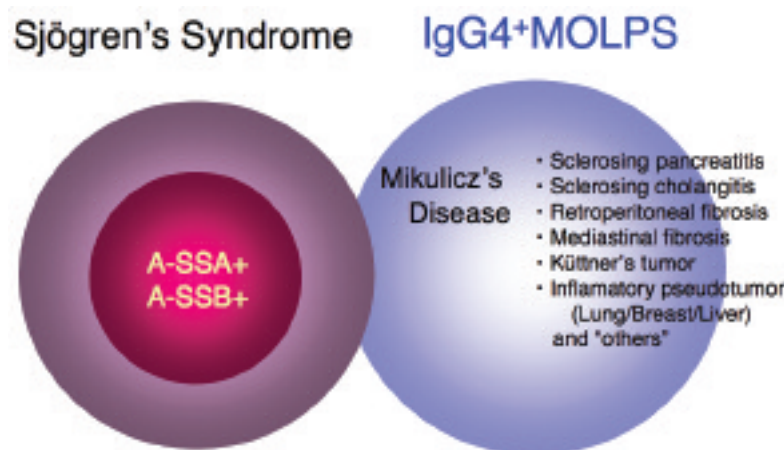 Sjögren's Syndrome
IgG4+MOLPS
A-SSA+
A-SSB+
Mikulicz's
Disease
· Sclerosing pancreatitis
· Sclerosing cholangitis
· Retroperitoneal fibrosis
· Mediastinal fibrosis
· Küttner's tumor
· Inflamatory pseudotumor
(Lung/Breast/Liver)
and "others"